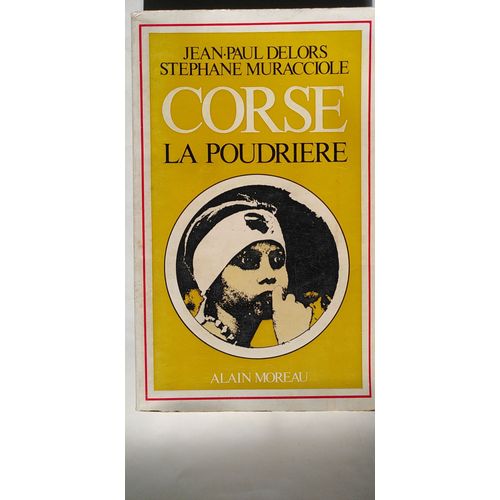 JEAN-PAUL DELORS
STEPHANE MURACCIOLE
CORSE
LA POUDRIERE
ALAIN MOREAU